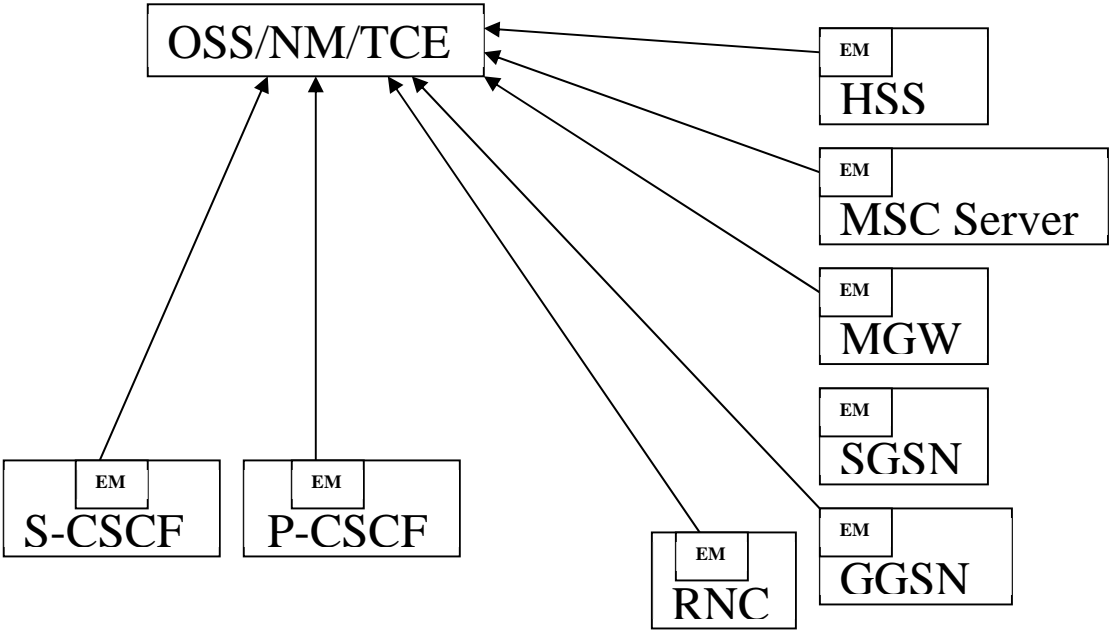 OSS/NM/TCE
EM
HSS
EM
MSC Server
EM
MGW
EM
SGSN
EM
GGSN
EM
S-CSCF
EM
P-CSCF
EM
RNC